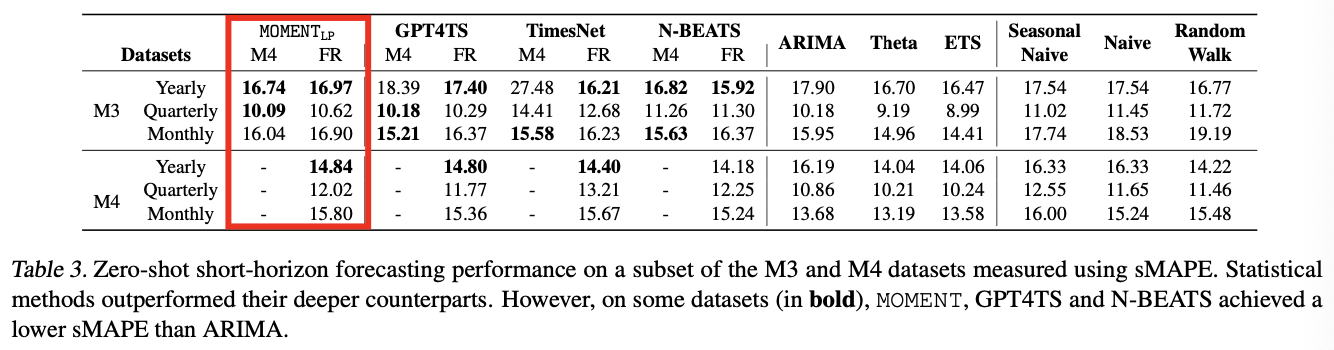 Datasets MOMENT_LP GPT4TS TimesNet N-BEATS ARIMA Theta ETS Seasonal Naive Naive Random Walk
M4 FR M4 FR M4 FR M4 FR
M3 Yearly 16.74 16.97 18.39 17.40 27.48 16.21 16.82 15.92 17.90 16.70 16.47 17.54 17.54 16.77
Quarterly 10.09 10.62 10.18 10.29 14.41 12.68 11.26 11.30 10.18 9.19 8.99 11.02 11.45 11.72
Monthly 16.04 16.90 15.21 16.37 15.58 16.23 15.63 16.37 15.95 14.96 14.41 17.74 18.53 19.19
M4 Yearly - 14.84 - 14.80 - 14.40 - 14.18 16.19 14.04 14.06 16.33 16.33 14.22
Quarterly - 12.02 - 11.77 - 13.21 - 12.25 10.86 10.21 10.24 12.55 11.65 11.46
Monthly - 15.80 - 15.36 - 15.67 - 15.24 13.68 13.19 13.58 16.00 15.24 15.48
Table 3. Zero-shot short-horizon forecasting performance on a subset of the M3 and M4 datasets measured using sMAPE. Statistical
methods outperformed their deeper counterparts. However, on some datasets (in bold), MOMENT, GPT4TS and N-BEATS achieved a
lower sMAPE than ARIMA.